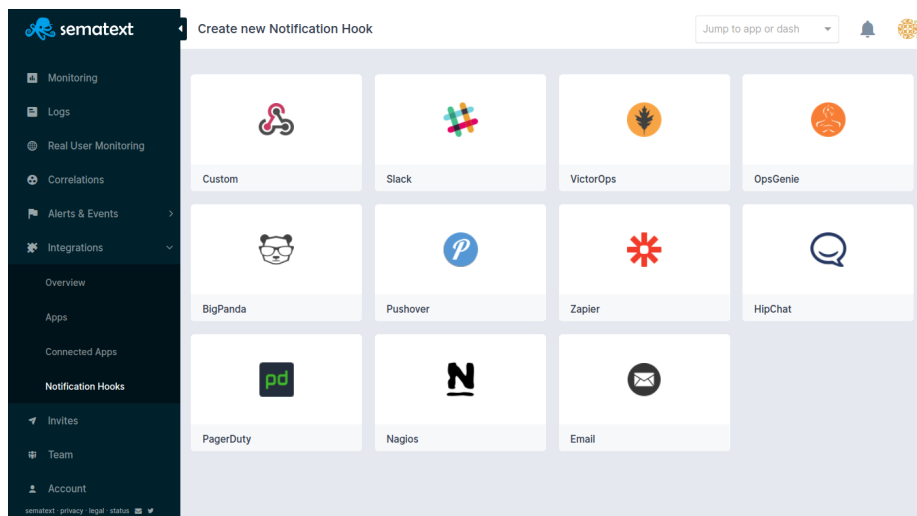 sematext
Create new Notification Hook
Jump to app or dash
Monitoring
Logs
Real User Monitoring
Correlations
Alerts & Events
Integrations
Overview
Apps
Connected Apps
Notification Hooks
Invites
Team
Account
sematext · privacy · legal · status
Custom
Slack
VictorOps
OpsGenie
BigPanda
Pushover
Zapier
HipChat
pd
N
PagerDuty
Nagios
Email